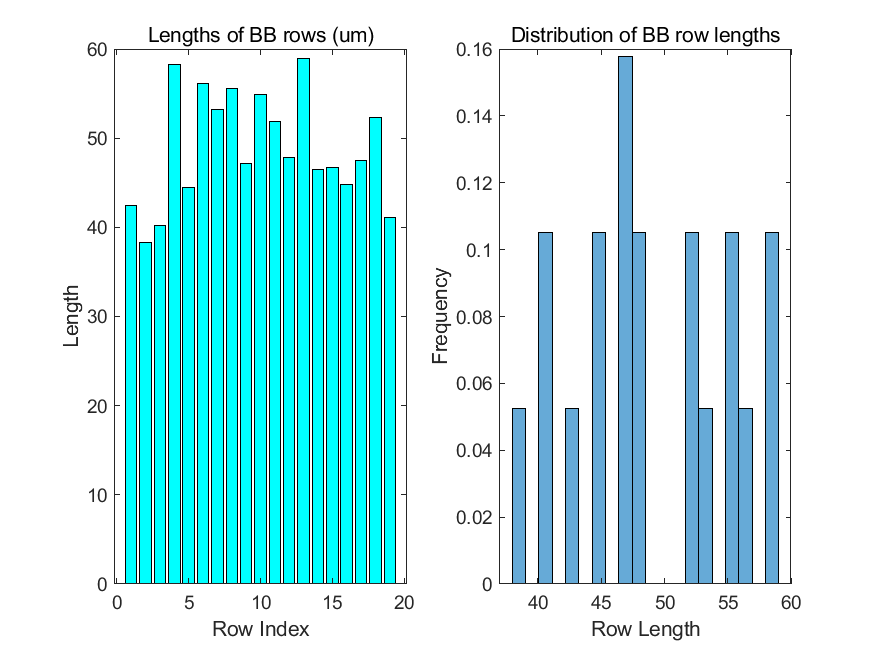 Lengths of BB rows (um)
60
50
40
30
20
10
0
Length
0 5 10 15 20
Row Index
Distribution of BB row lengths
0.16
0.14
0.12
0.1
0.08
0.06
0.04
0.02
0
Frequency
40 45 50 55 60
Row Length